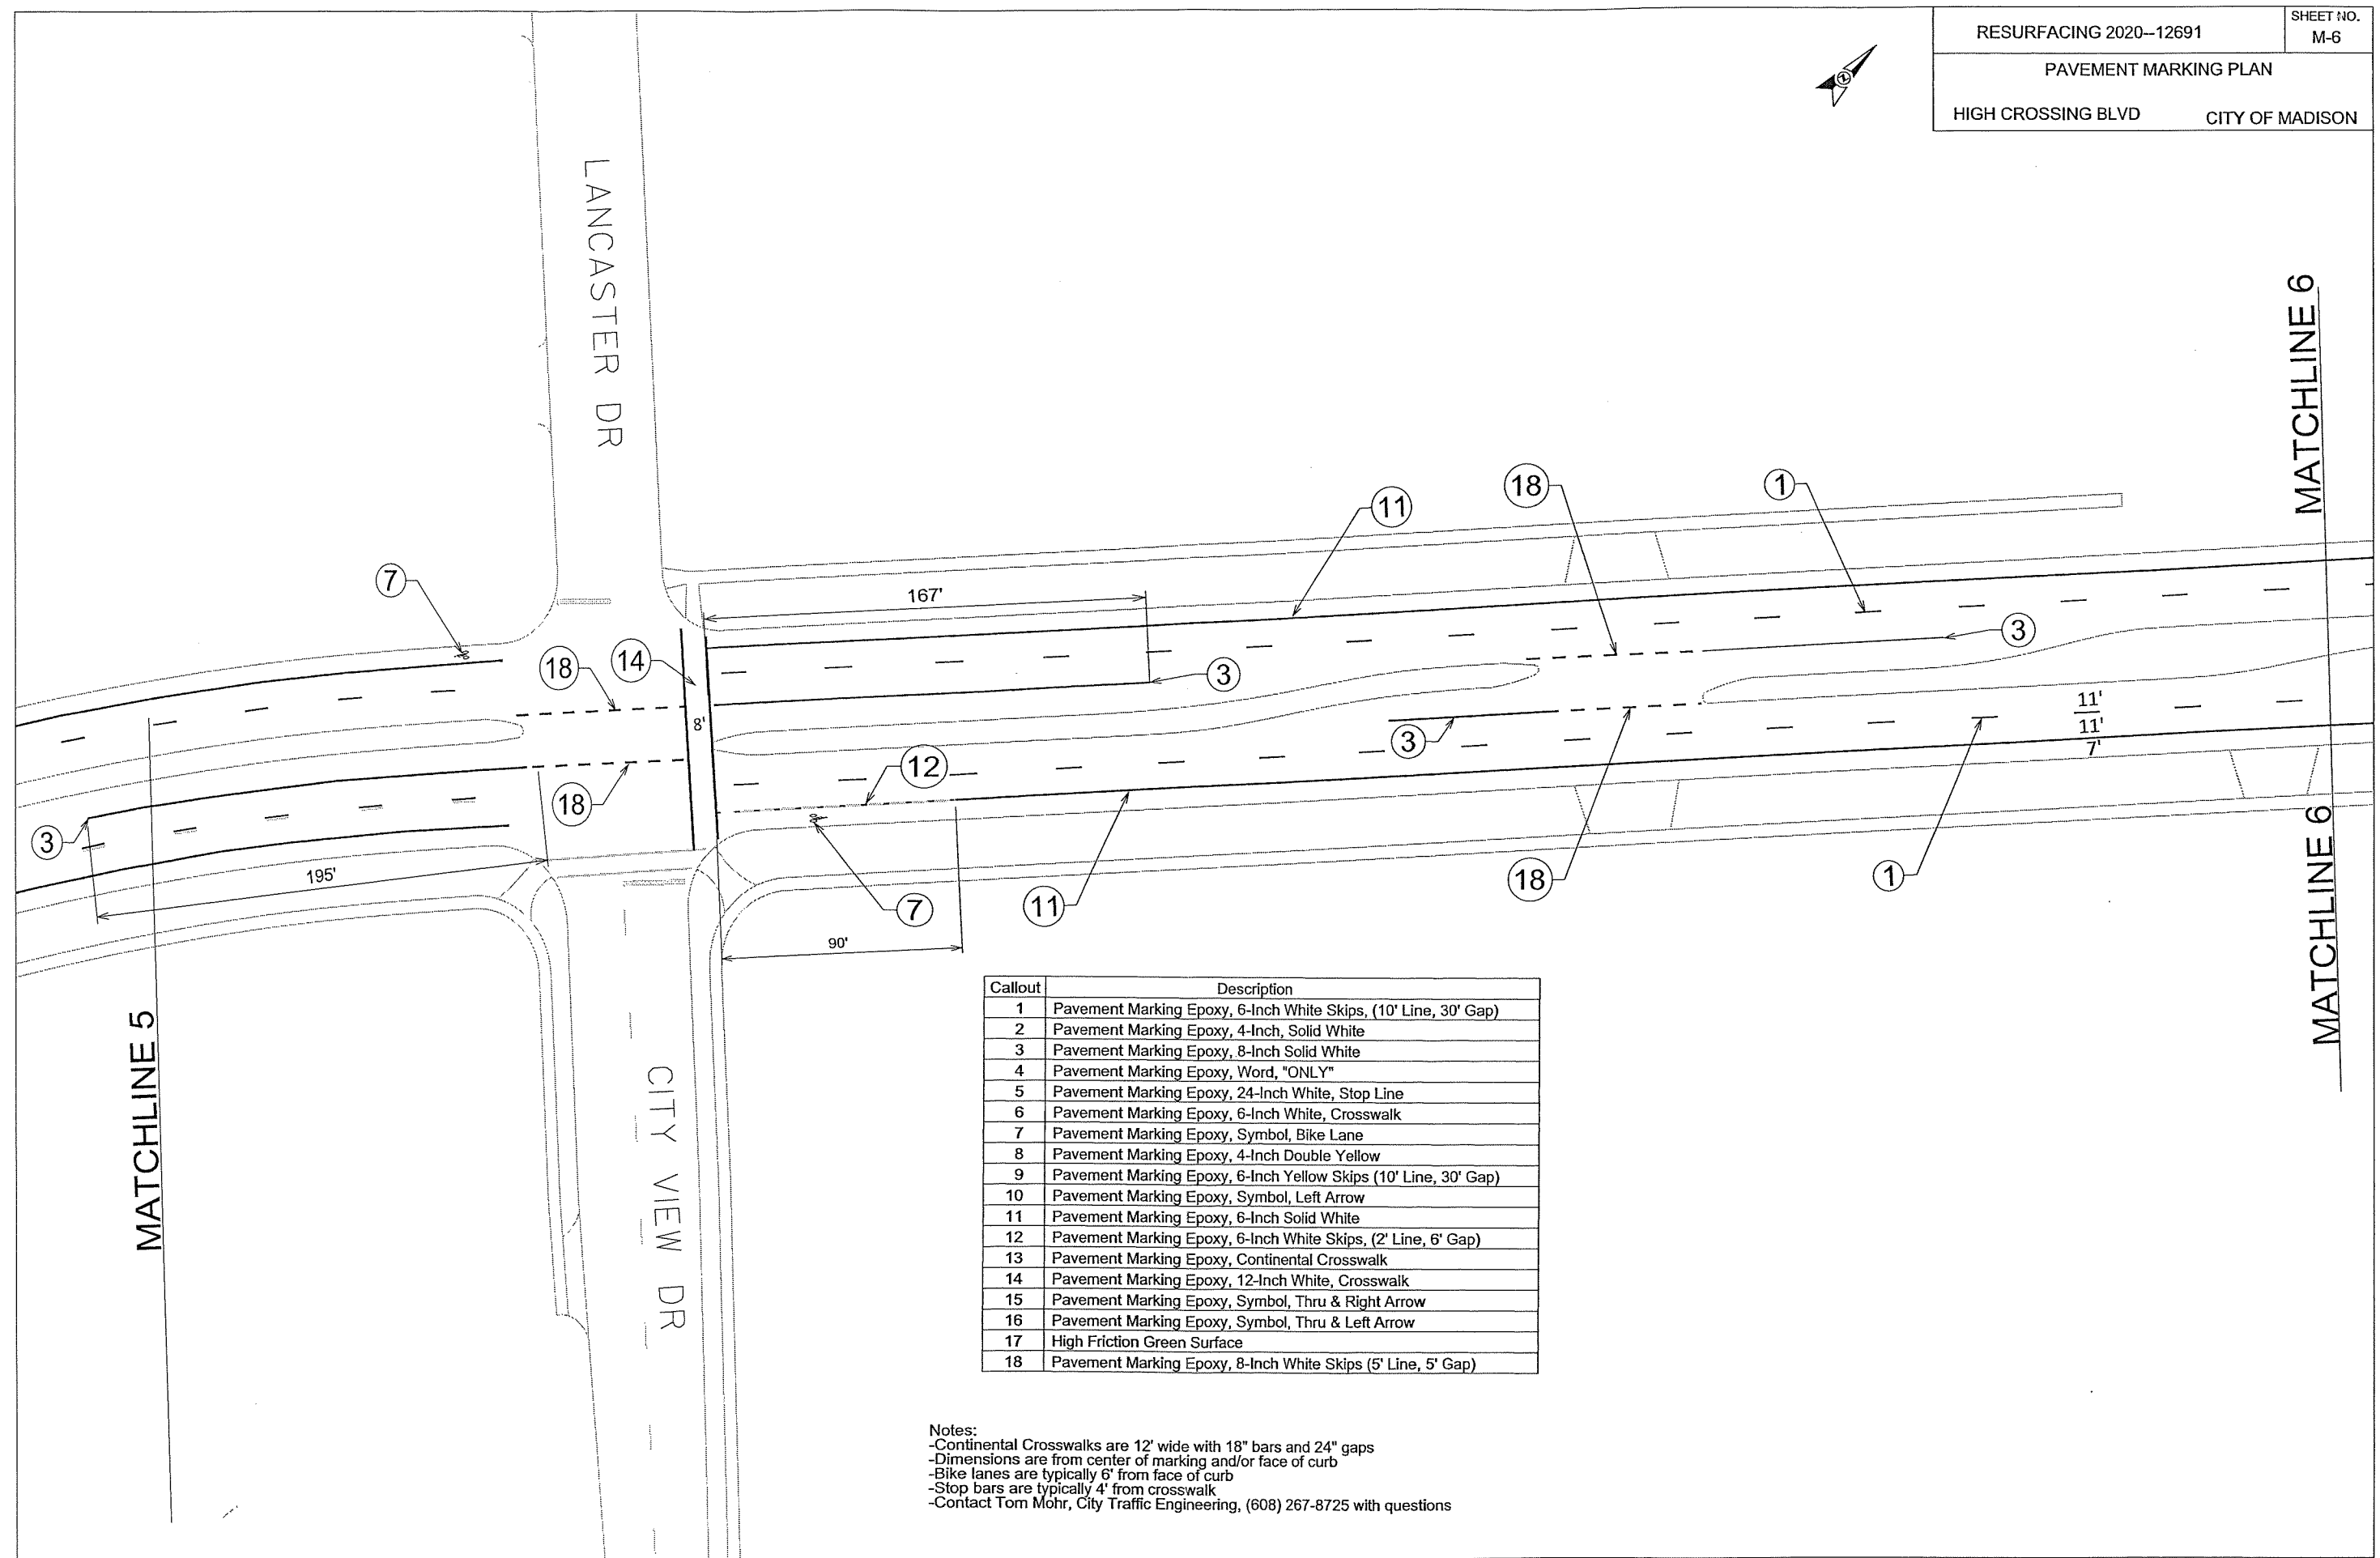 RESURFACING 2020--12691
SHEET NO.
M-6
PAVEMENT MARKING PLAN
HIGH CROSSING BLVD
CITY OF MADISON
LANCASTER DR
MATCHLINE 6
18
1
11
7
167'
3
18
14
3
8'
11'
11'
7'
3
12
18
3
195'
18
1
7
11
90'
MATCHLINE 6
MATCHLINE 5
CITY VIEW DR
Callout Description
1 Pavement Marking Epoxy, 6-Inch White Skips, (10' Line, 30' Gap)
2 Pavement Marking Epoxy, 4-Inch, Solid White
3 Pavement Marking Epoxy, 8-Inch Solid White
4 Pavement Marking Epoxy, Word, "ONLY"
5 Pavement Marking Epoxy, 24-Inch White, Stop Line
6 Pavement Marking Epoxy, 6-Inch White, Crosswalk
7 Pavement Marking Epoxy, Symbol, Bike Lane
8 Pavement Marking Epoxy, 4-Inch Double Yellow
9 Pavement Marking Epoxy, 6-Inch Yellow Skips (10' Line, 30' Gap)
10 Pavement Marking Epoxy, Symbol, Left Arrow
11 Pavement Marking Epoxy, 6-Inch Solid White
12 Pavement Marking Epoxy, 6-Inch White Skips, (2' Line, 6' Gap)
13 Pavement Marking Epoxy, Continental Crosswalk
14 Pavement Marking Epoxy, 12-Inch White, Crosswalk
15 Pavement Marking Epoxy, Symbol, Thru & Right Arrow
16 Pavement Marking Epoxy, Symbol, Thru & Left Arrow
17 High Friction Green Surface
18 Pavement Marking Epoxy, 8-Inch White Skips (5' Line, 5' Gap)
Notes:
-Continental Crosswalks are 12' wide with 18" bars and 24" gaps
-Dimensions are from center of marking and/or face of curb
-Bike lanes are typically 6' from face of curb
-Stop bars are typically 4' from crosswalk
-Contact Tom Mohr, City Traffic Engineering, (608) 267-8725 with questions